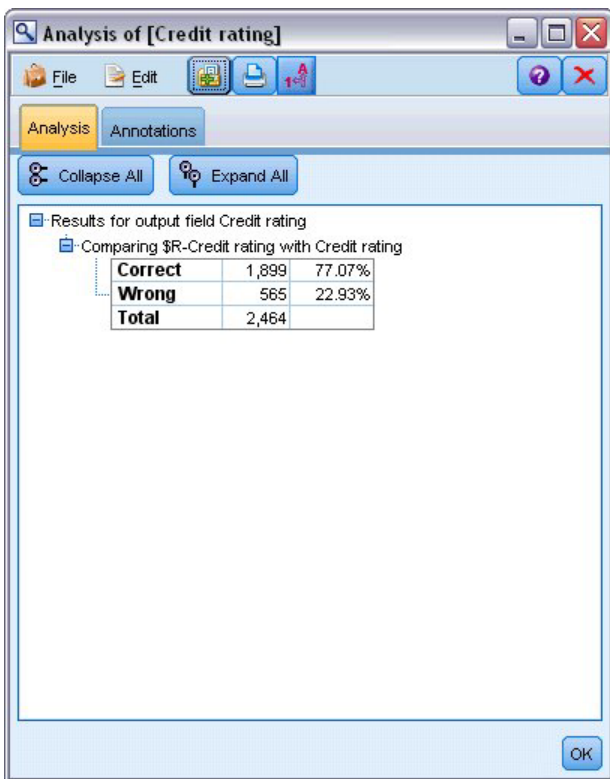 Analysis of [Credit rating]
File Edit
Analysis Annotations
Collapse All Expand All
Results for output field Credit rating
Comparing $R-Credit rating with Credit rating
Correct 1,899 77.07%
Wrong 565 22.93%
Total 2,464
OK